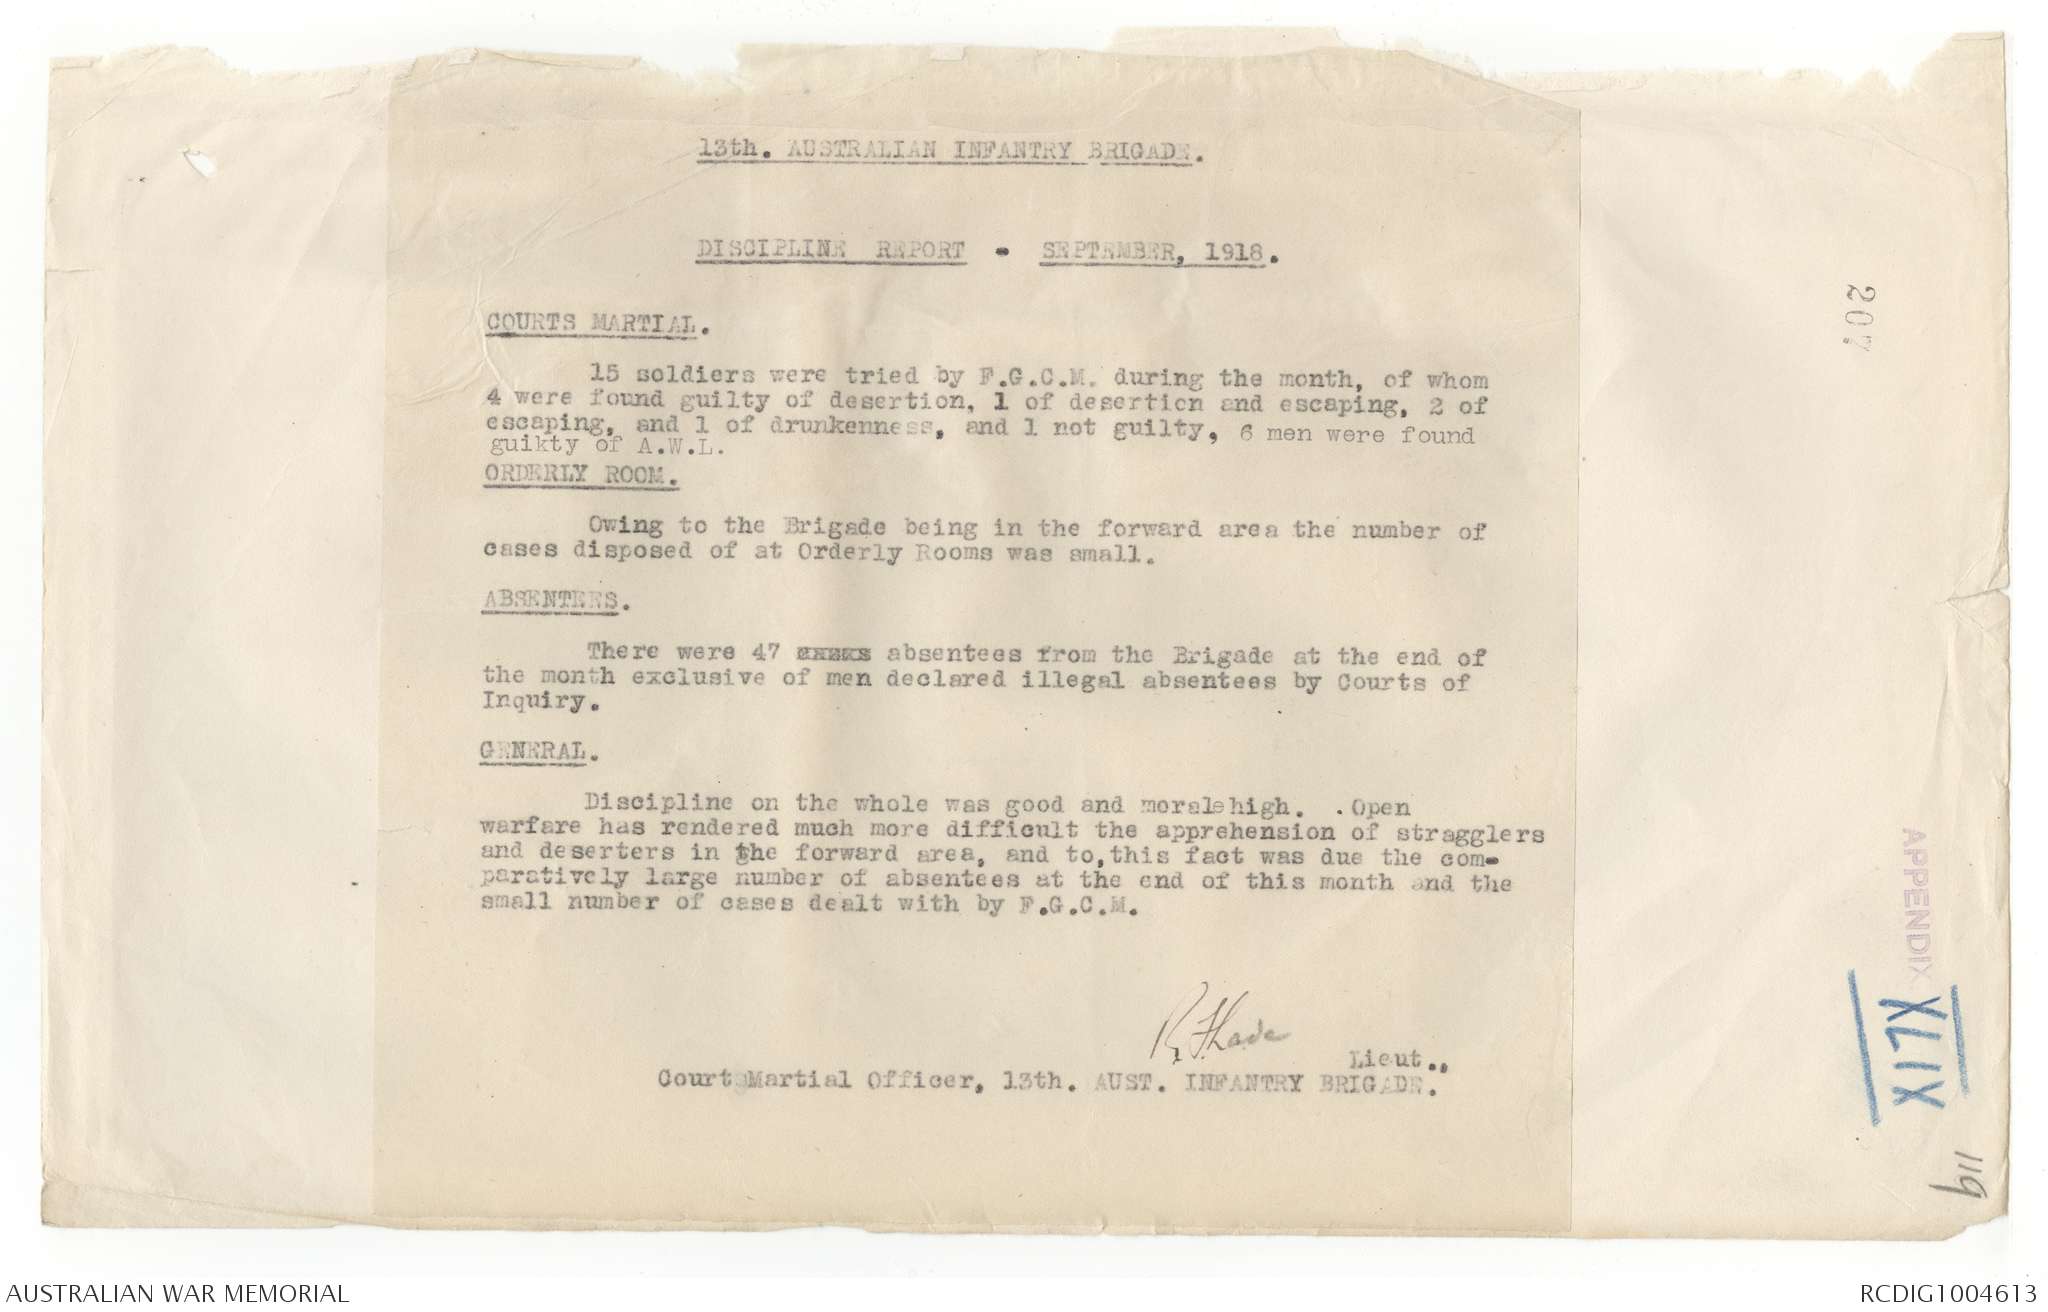 13th. AUSTRALIAN INFANTRY BRIGADE.
DISCIPLINE REPORT - SEPTEMBER, 1918.
COURTS MARTIAL.
15 soldiers were tried by F.G.C.M. during the month, of whom
4 were found guilty of desertion, 1 of desertion and escaping, 2 of
escaping, and 1 of drunkenness, and 1 not guilty, 6 men were found
guikty of A.W.L.
ORDERLY ROOM.
Owing to the Brigade being in the forward area the number of
cases disposed of at Orderly Rooms was small.
ABSENTEES.
There were 47 absentees from the Brigade at the end of
the month exclusive of men declared illegal absentees by Courts of
Inquiry.
GENERAL.
Discipline on the whole was good and morale high. . Open
warfare has rendered much more difficult the apprehension of stragglers
and deserters in the forward area, and to, this fact was due the com-
paratively large number of absentees at the end of this month and the
small number of cases dealt with by F.G.C.M.
Lieut.,
Courts Martial Officer, 13th. AUST. INFANTRY BRIGADE.
207
APPENDIX
XLIX
119
AUSTRALIAN WAR MEMORIAL
RCDIG1004613